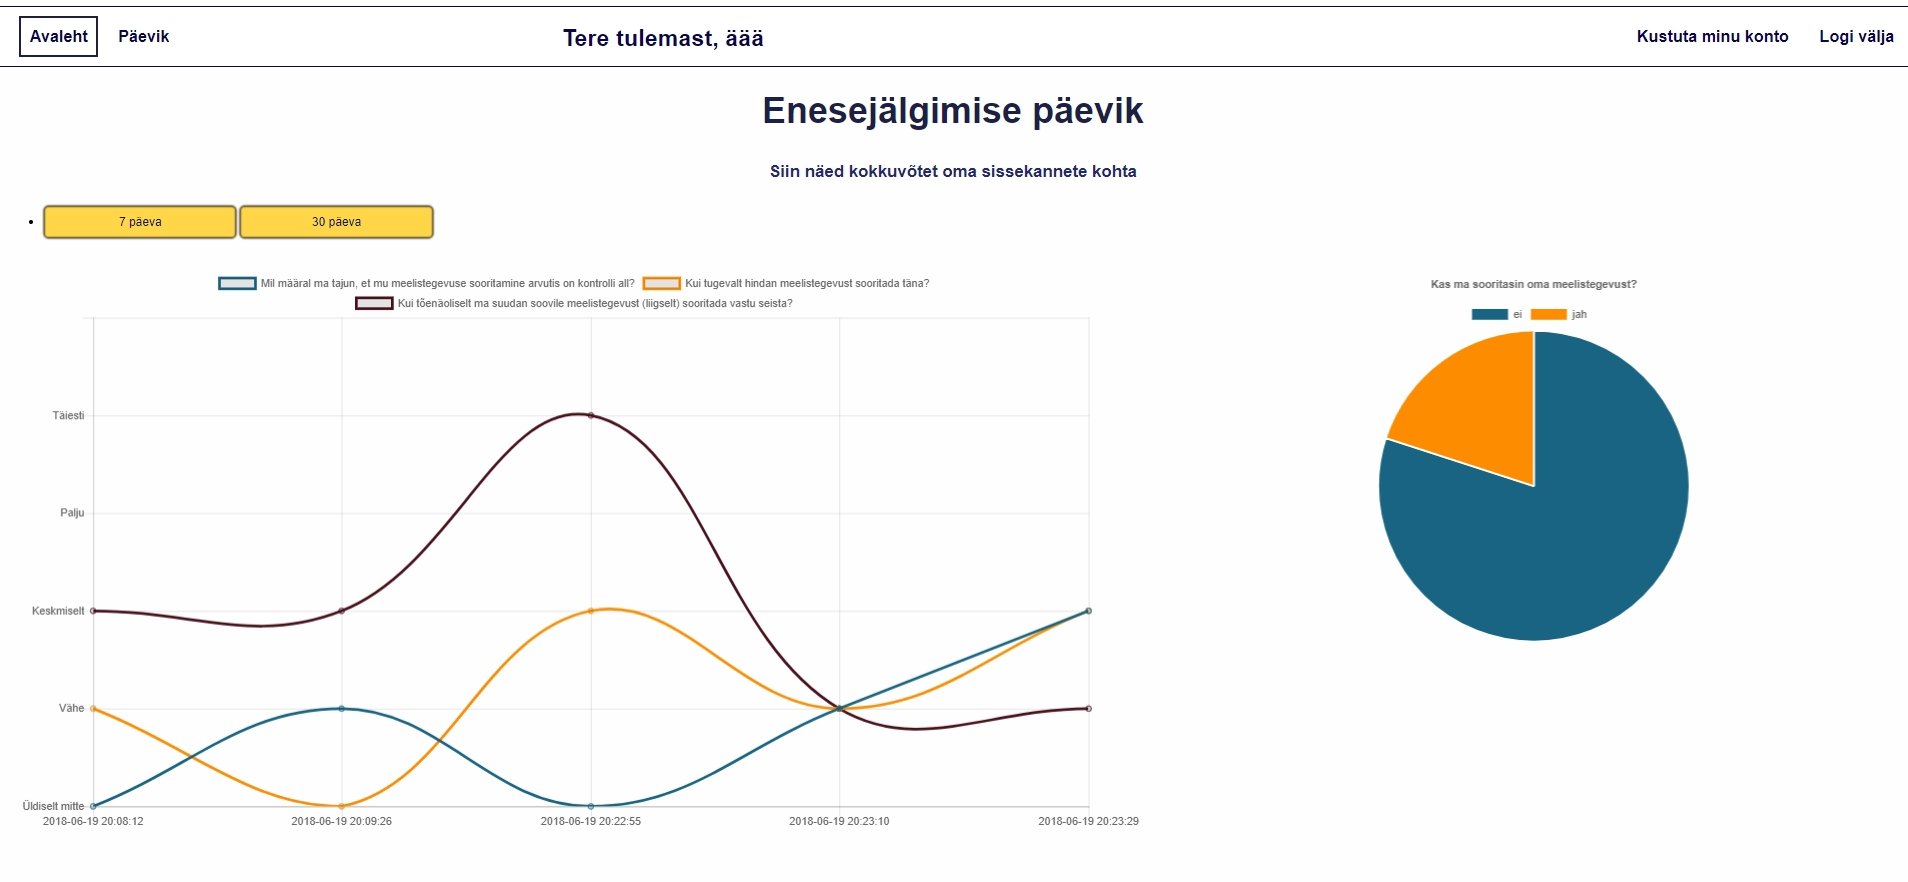 Avaleht Päevik Tere tulemast, äää Kustuta minu konto Logi välja
Enesejälgimise päevik
Siin näed kokkuvõtet oma sissekannete kohta
7 päeva 30 päeva
Mil määral ma tajun, et mu meelistegevuse sooritamine arvutis on kontrolli all? Kui tugevalt hindan meelistegevust sooritada täna?
Kui tõenäoliselt ma suudan soovile meelistegevust (liigselt) sooritada vastu seista?
Täiesti
Palju
Keskmiselt
Vähe
Üldiselt mitte
2018-06-19 20:08:12 2018-06-19 20:09:26 2018-06-19 20:22:55 2018-06-19 20:23:10 2018-06-19 20:23:29
Kas ma sooritasin oma meelistegevust?
ei jah